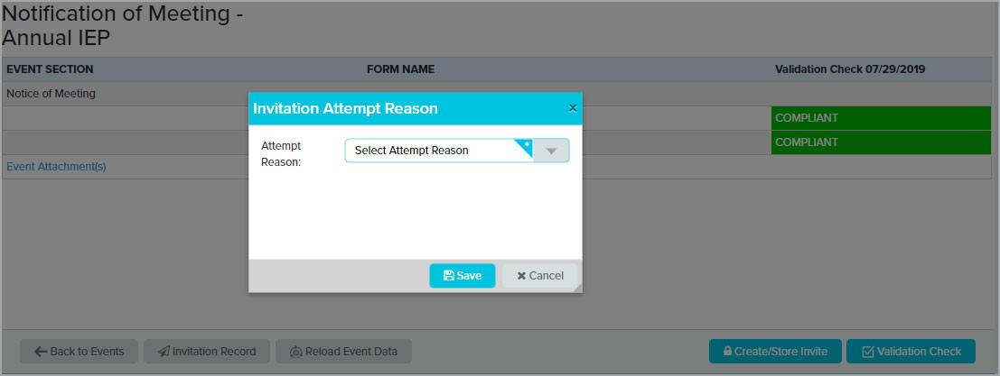 Notification of Meeting -
Annual IEP
EVENT SECTION FORM NAME Validation Check 07/29/2019
Notice of Meeting
Invitation Attempt Reason ×
COMPLIANT
Attempt
Reason:
Select Attempt Reason *
COMPLIANT
Event Attachment(s)
Save Cancel
Back to Events Invitation Record Reload Event Data Create/Store Invite Validation Check